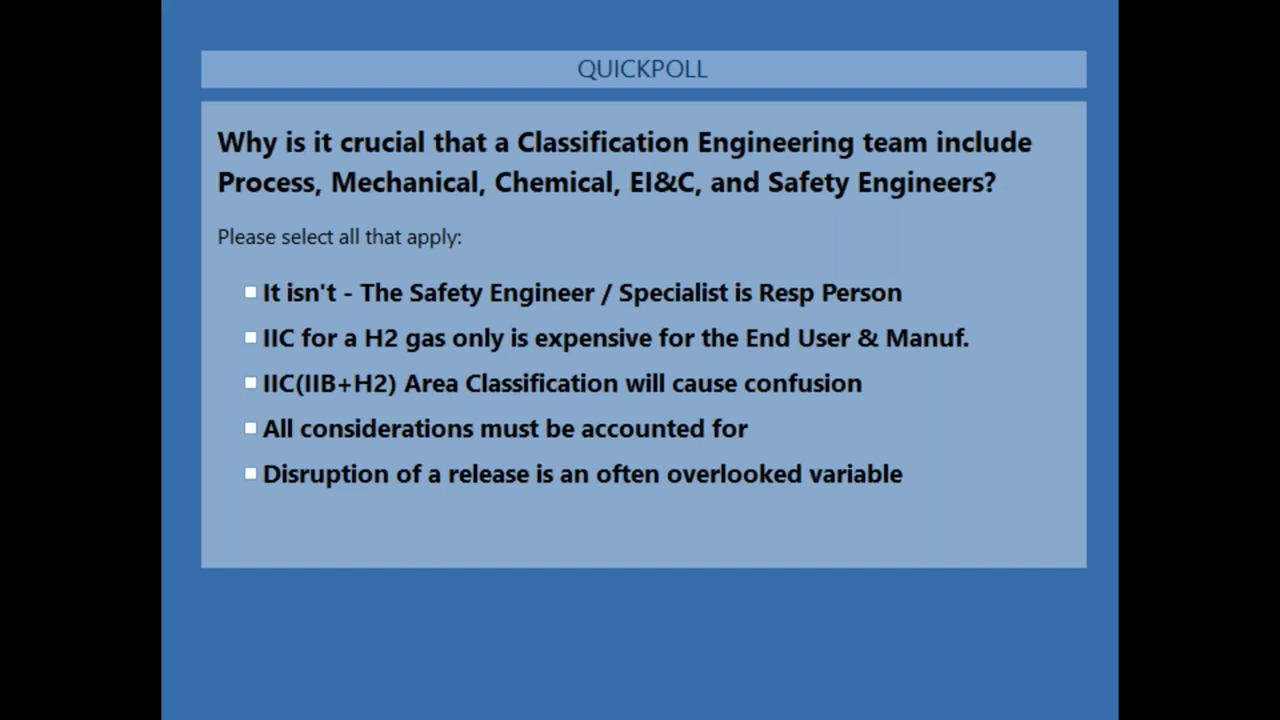 QUICKPOLL
Why is it crucial that a Classification Engineering team include
Process, Mechanical, Chemical, EI&C, and Safety Engineers?
Please select all that apply:
It isn't - The Safety Engineer / Specialist is Resp Person
IIC for a H2 gas only is expensive for the End User & Manuf.
IIC(IIB+H2) Area Classification will cause confusion
All considerations must be accounted for
Disruption of a release is an often overlooked variable